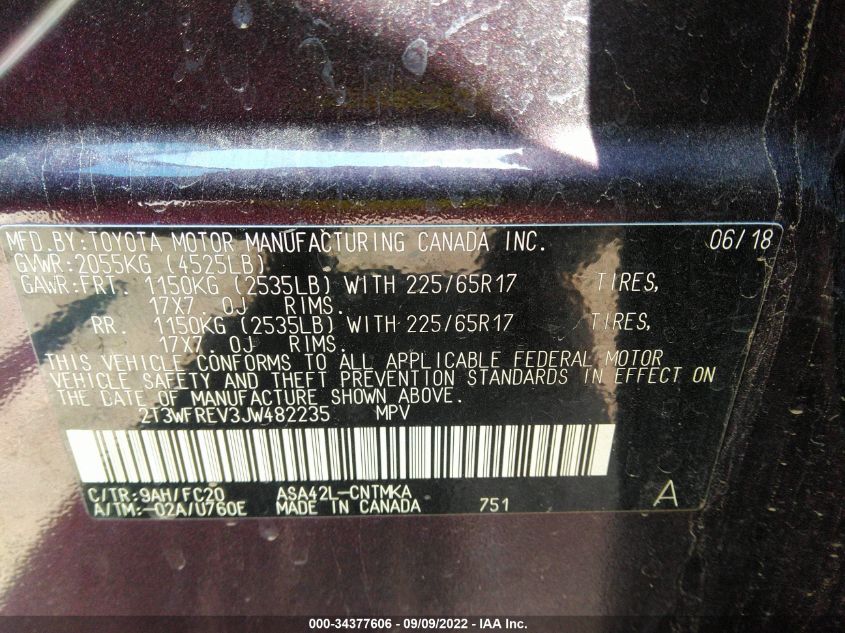 MFD.BY:TOYOTA MOTOR MANUFACTURING CANADA INC. 06/18
GVWR:2055KG (4525LB)
GAWR:FRT. 1150KG (2535LB) WITH 225/65R17 TIRES,
17X7.0J RIMS.
RR. 1150KG (2535LB) WITH 225/65R17 TIRES,
17X7.0J RIMS.
THIS VEHICLE CONFORMS TO ALL APPLICABLE FEDERAL MOTOR
VEHICLE SAFETY AND THEFT PREVENTION STANDARDS IN EFFECT ON
THE DATE OF MANUFACTURE SHOWN ABOVE.
2T3WFREV3JW482235 MPV
C/TR:9AH/FC20 ASA42L-CNTMKA A
A/TM:-02A/U760E MADE IN CANADA 751
000-34377606 - 09/09/2022 - IAA Inc.